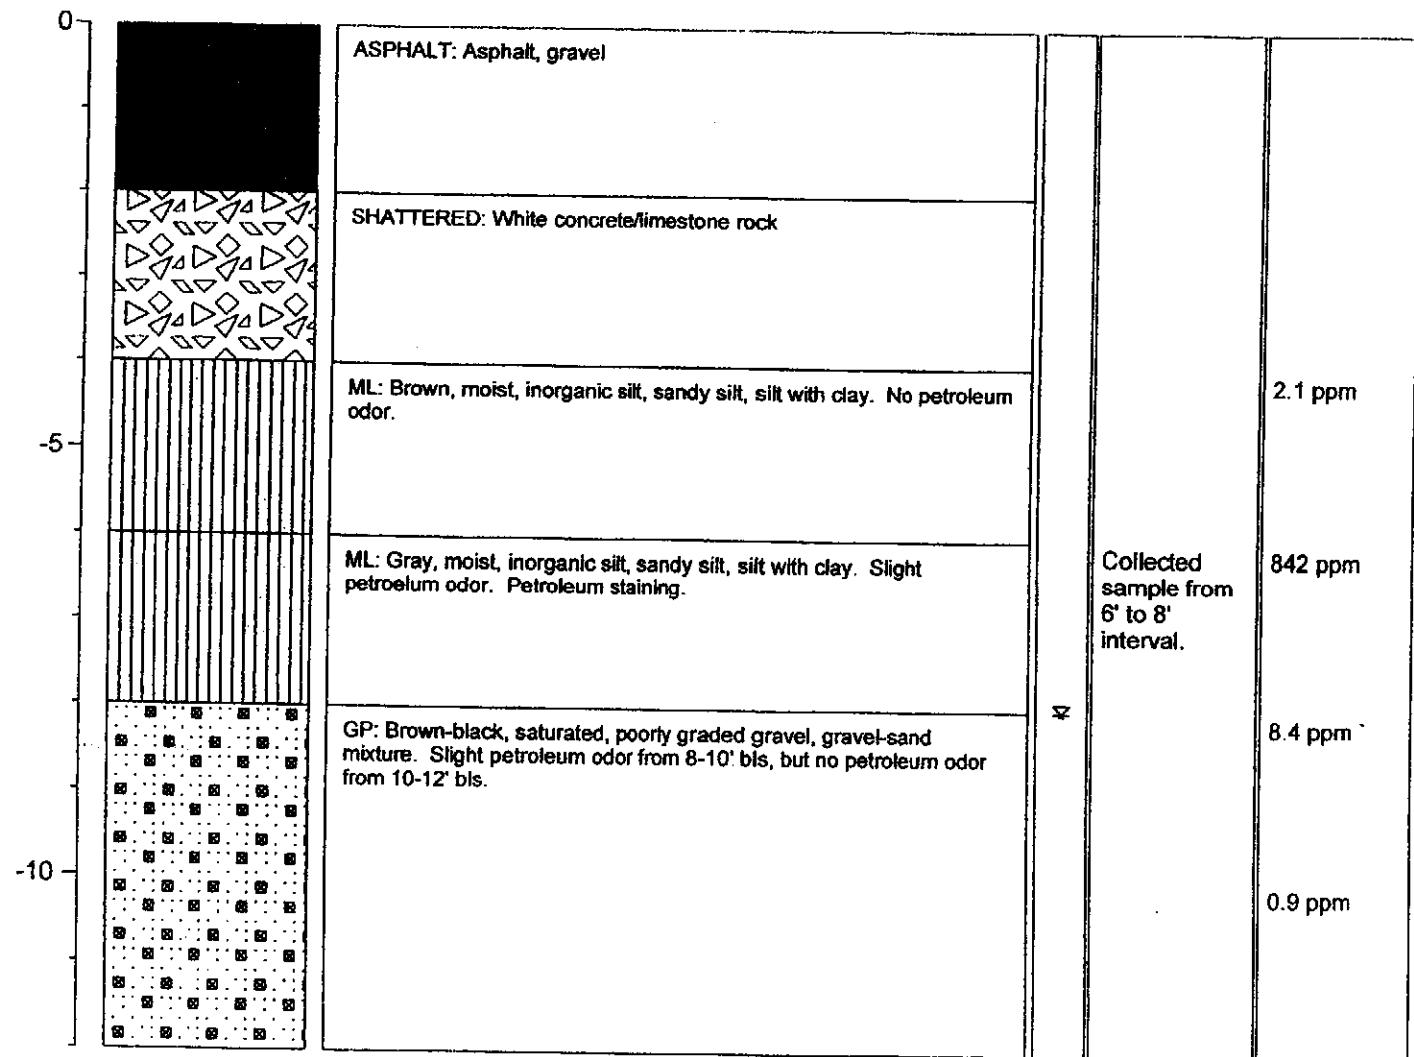 0
ASPHALT: Asphalt, gravel
SHATTERED: White concrete/limestone rock
ML: Brown, moist, inorganic silt, sandy silt, silt with clay. No petroleum
odor.
2.1 ppm
-5
ML: Gray, moist, inorganic silt, sandy silt, silt with clay. Slight
petroelum odor. Petroleum staining.
Collected
sample from
6' to 8'
interval.
842 ppm
GP: Brown-black, saturated, poorly graded gravel, gravel-sand
mixture. Slight petroleum odor from 8-10' bls, but no petroleum odor
from 10-12' bls.
8.4 ppm
-10
0.9 ppm